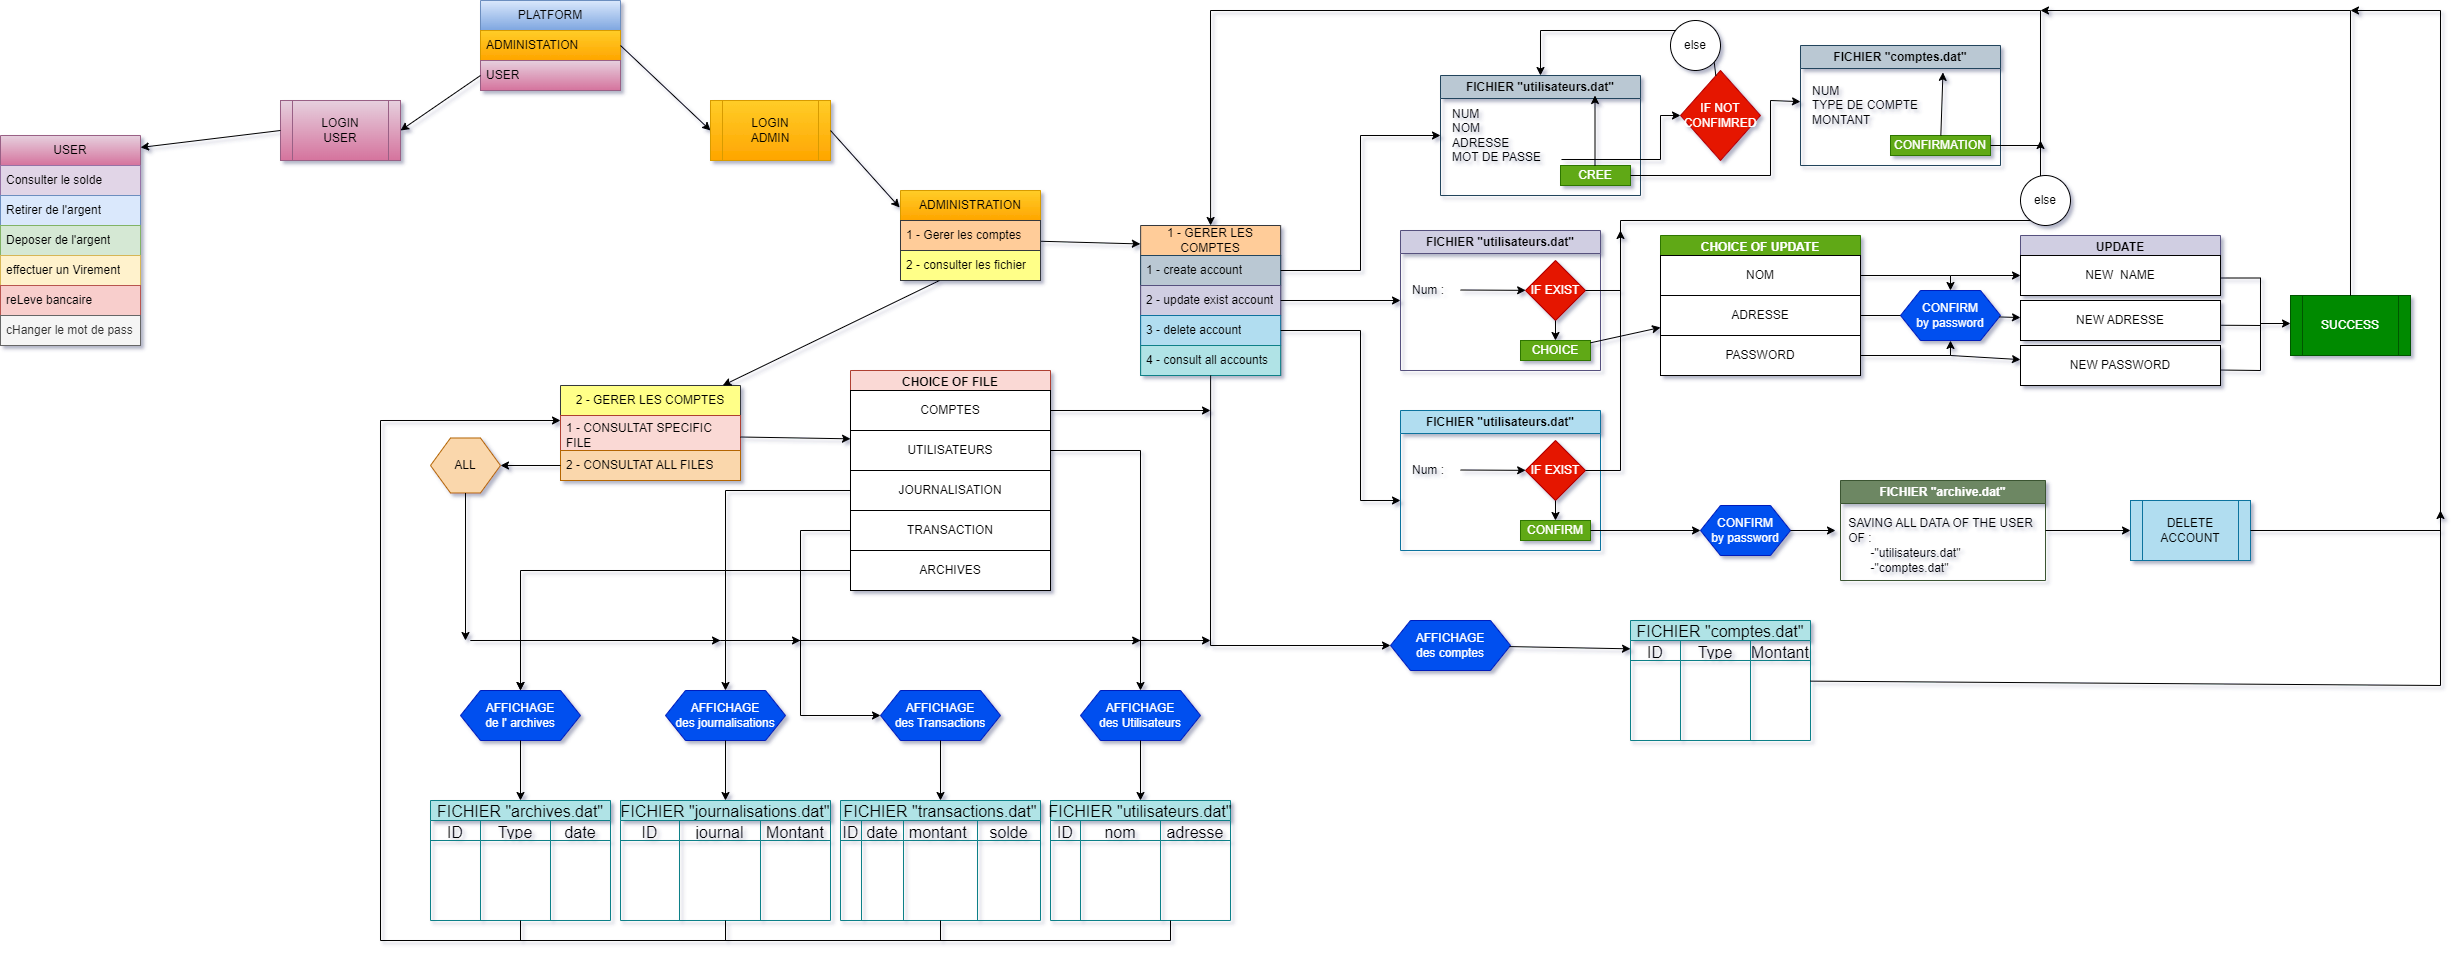 PLATFORM
ADMINISTATION
USER
LOGIN
USER
LOGIN
ADMIN
USER
Consulter le solde
Retirer de l'argent
Deposer de l'argent
effectuer un Virement
reLeve bancaire
cHanger le mot de pass
ADMINISTRATION
1 - Gerer les comptes
2 - consulter les fichier
1 - GERER LES
COMPTES
1 - create account
2 - update exist account
3 - delete account
4 - consult all accounts
FICHIER "utilisateurs.dat"
NUM
NOM
ADRESSE
MOT DE PASSE
CREE
else
IF NOT
CONFIMRED
FICHIER "comptes.dat"
NUM
TYPE DE COMPTE
MONTANT
CONFIRMATION
else
FICHIER "utilisateurs.dat"
Num :
IF EXIST
CHOICE
CHOICE OF UPDATE
NOM
ADRESSE
PASSWORD
CONFIRM
by password
UPDATE
NEW  NAME
NEW ADRESSE
NEW PASSWORD
SUCCESS
FICHIER "utilisateurs.dat"
Num :
IF EXIST
CONFIRM
CONFIRM
by password
FICHIER "archive.dat"
SAVING ALL DATA OF THE USER
OF :
-"utilisateurs.dat"
-"comptes.dat"
DELETE
ACCOUNT
2 - GERER LES COMPTES
1 - CONSULTAT SPECIFIC
FILE
2 - CONSULTAT ALL FILES
ALL
CHOICE OF FILE
COMPTES
UTILISATEURS
JOURNALISATION
TRANSACTION
ARCHIVES
AFFICHAGE
des comptes
FICHIER "comptes.dat"
ID Type Montant
AFFICHAGE
de l' archives
AFFICHAGE
des journalisations
AFFICHAGE
des Transactions
AFFICHAGE
des Utilisateurs
FICHIER "archives.dat"
ID Type date
FICHIER "journalisations.dat"
ID journal Montant
FICHIER "transactions.dat"
ID date montant solde
FICHIER "utilisateurs.dat"
ID nom adresse